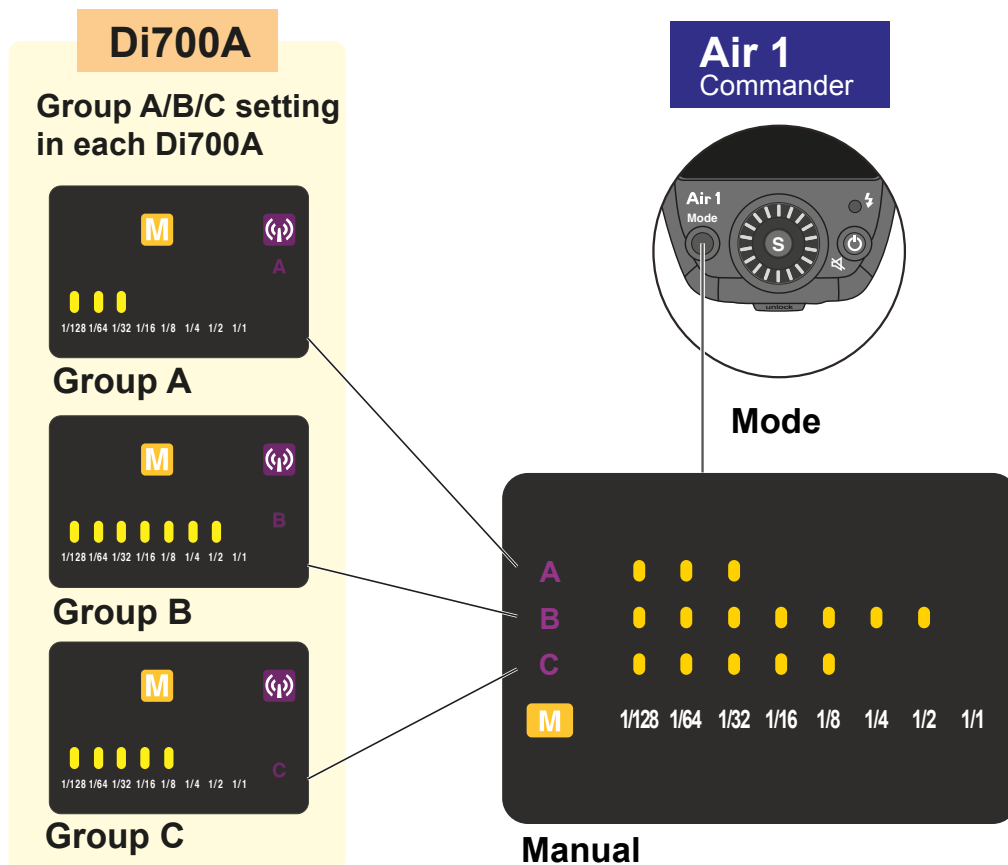 Di700A
Group A/B/C setting
in each Di700A
M
A
1/128 1/64 1/32 1/16 1/8 1/4 1/2 1/1
Group A
M
B
1/128 1/64 1/32 1/16 1/8 1/4 1/2 1/1
Group B
M
C
1/128 1/64 1/32 1/16 1/8 1/4 1/2 1/1
Group C
Air 1
Commander
Air 1
Mode
S
unlock
Mode
A
B
C
M 1/128 1/64 1/32 1/16 1/8 1/4 1/2 1/1
Manual